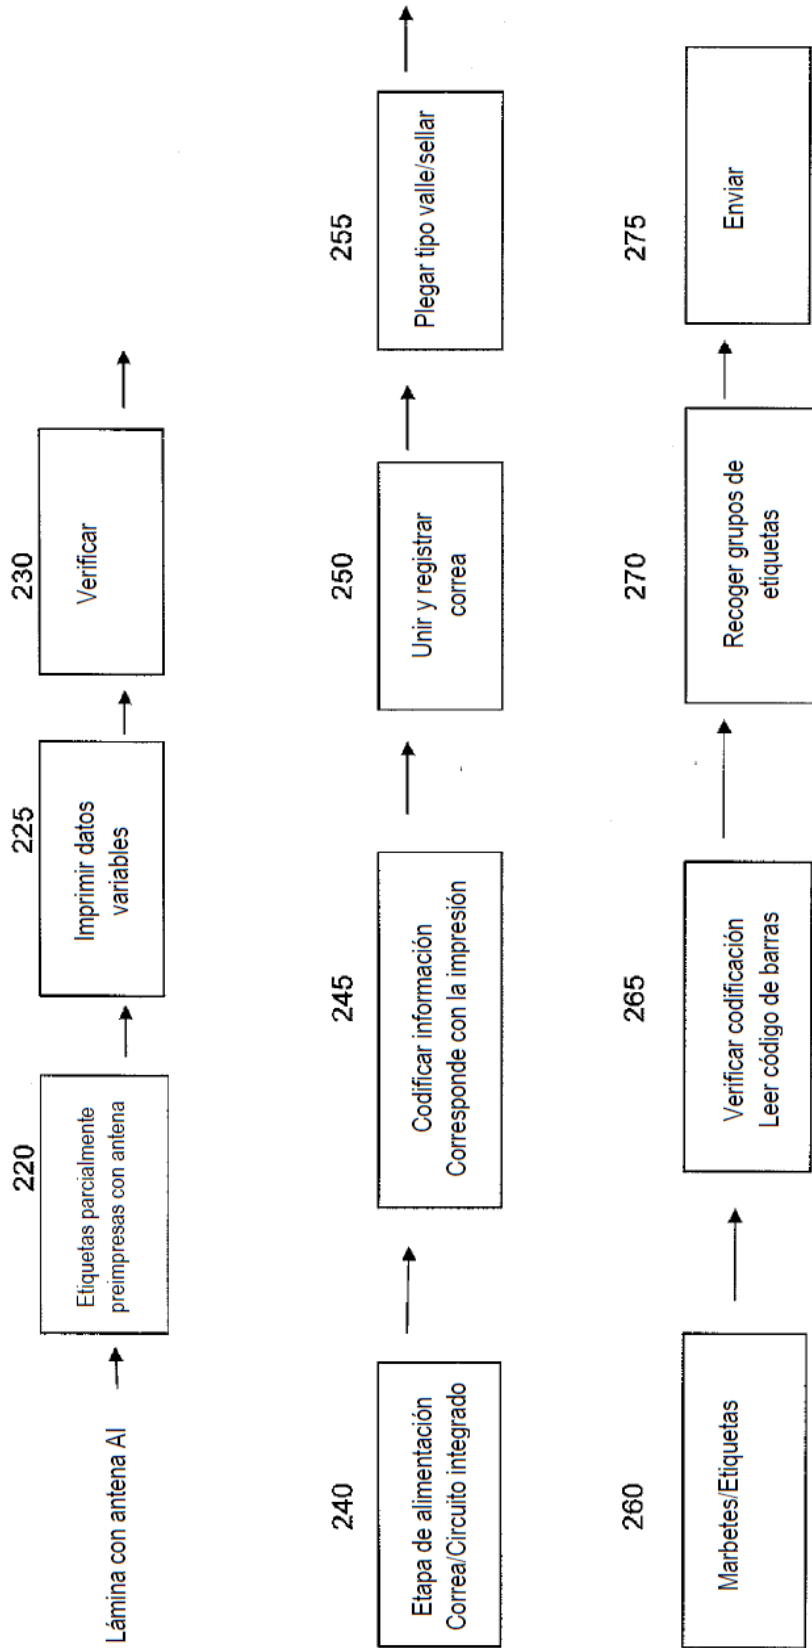 Lámina con antena Al
220
Etiquetas parcialmente
preimpresas con antena
225
Imprimir datos
variables
230
Verificar
240
Etapa de alimentación
Correa/Circuito integrado
245
Codificar información
Corresponde con la impresión
250
Unir y registrar
correa
255
Plegar tipo valle/sellar
260
Marbetes/Etiquetas
265
Verificar codificación
Leer código de barras
270
Recoger grupos de
etiquetas
275
Enviar